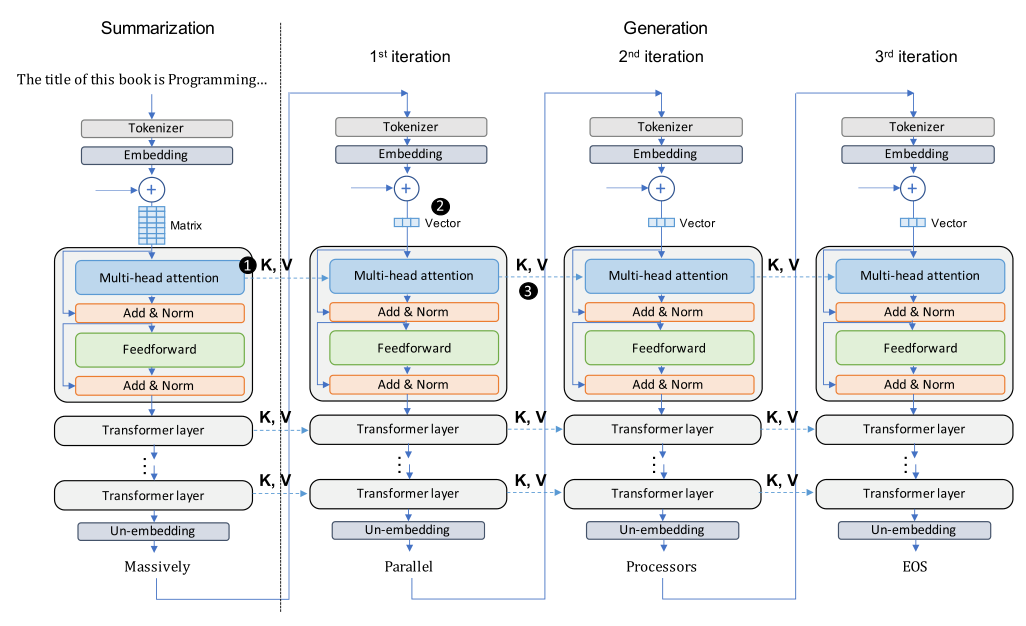 Summarization
Generation
1st iteration
2nd iteration
3rd iteration
The title of this book is Programming...
Tokenizer
Embedding
+
Matrix
1
K, V
Multi-head attention
Add & Norm
Feedforward
Add & Norm
K, V
Transformer layer
⋮
K, V
Transformer layer
Un-embedding
Massively
Tokenizer
Embedding
+
2
Vector
Multi-head attention
K, V
3
Add & Norm
Feedforward
Add & Norm
Transformer layer
K, V
⋮
Transformer layer
K, V
Un-embedding
Parallel
Tokenizer
Embedding
+
Vector
Multi-head attention
K, V
Add & Norm
Feedforward
Add & Norm
Transformer layer
K, V
⋮
Transformer layer
K, V
Un-embedding
Processors
Tokenizer
Embedding
+
Vector
Multi-head attention
Add & Norm
Feedforward
Add & Norm
Transformer layer
⋮
Transformer layer
Un-embedding
EOS